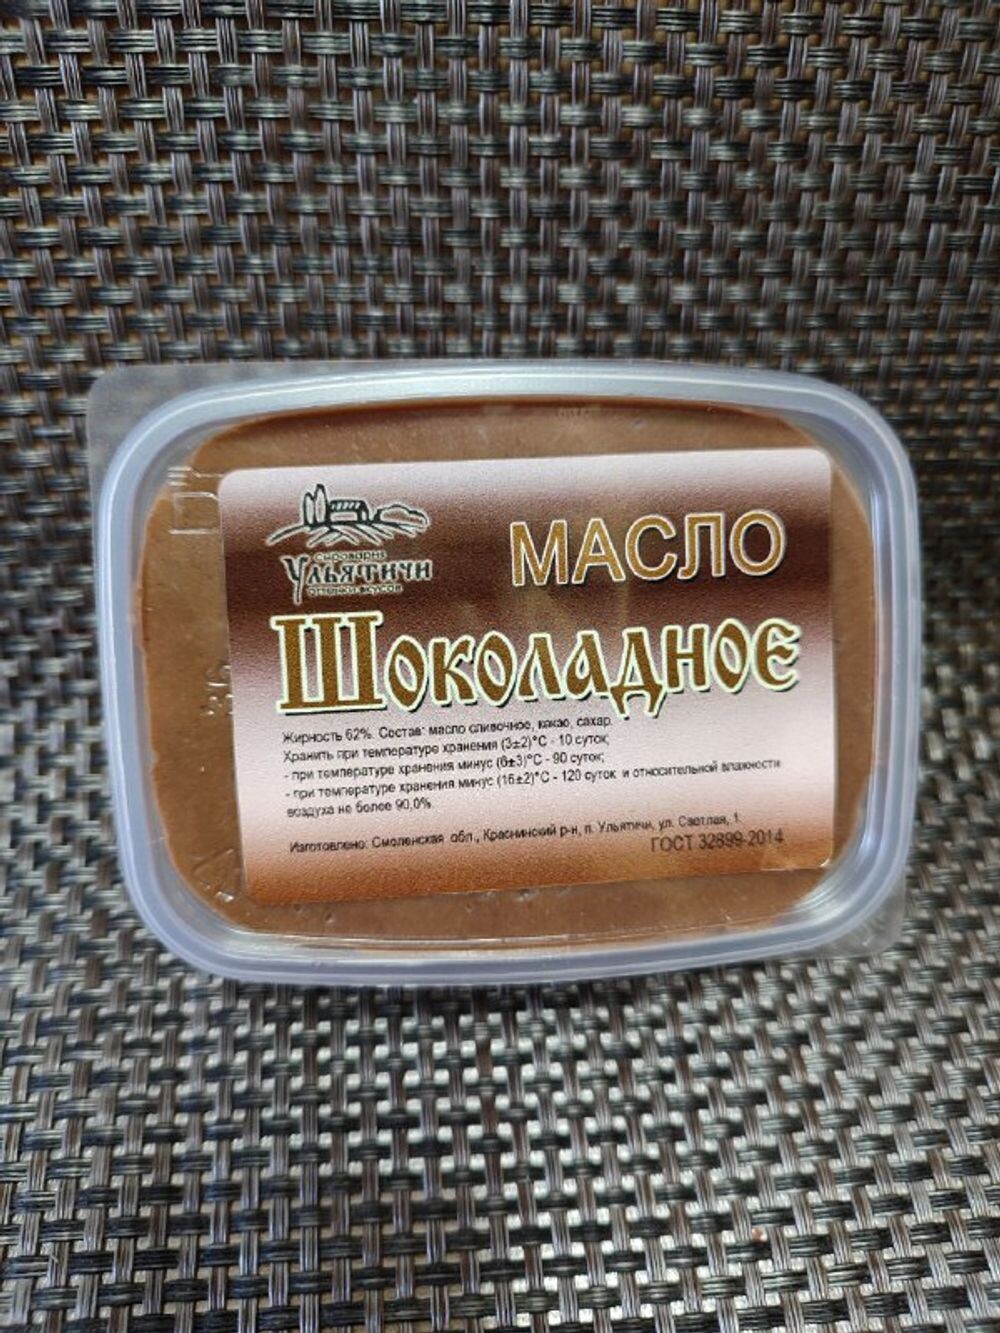 Сыроварня
Ульятичи
оттенки вкусов
МАСЛО
Шоколадное
Жирность 62%. Состав: масло сливочное, какао, сахар.
Хранить при температуре хранения (3±2)°С - 10 суток;
- при температуре хранения минус (6±3)°С - 90 суток;
- при температуре хранения минус (16±2)°С - 120 суток и относительной влажности
воздуха не более 90,0%.
Изготовлено: Смоленская обл., Краснинский р-н, п. Ульятичи, ул. Светлая, 1.
ГОСТ 32899-2014